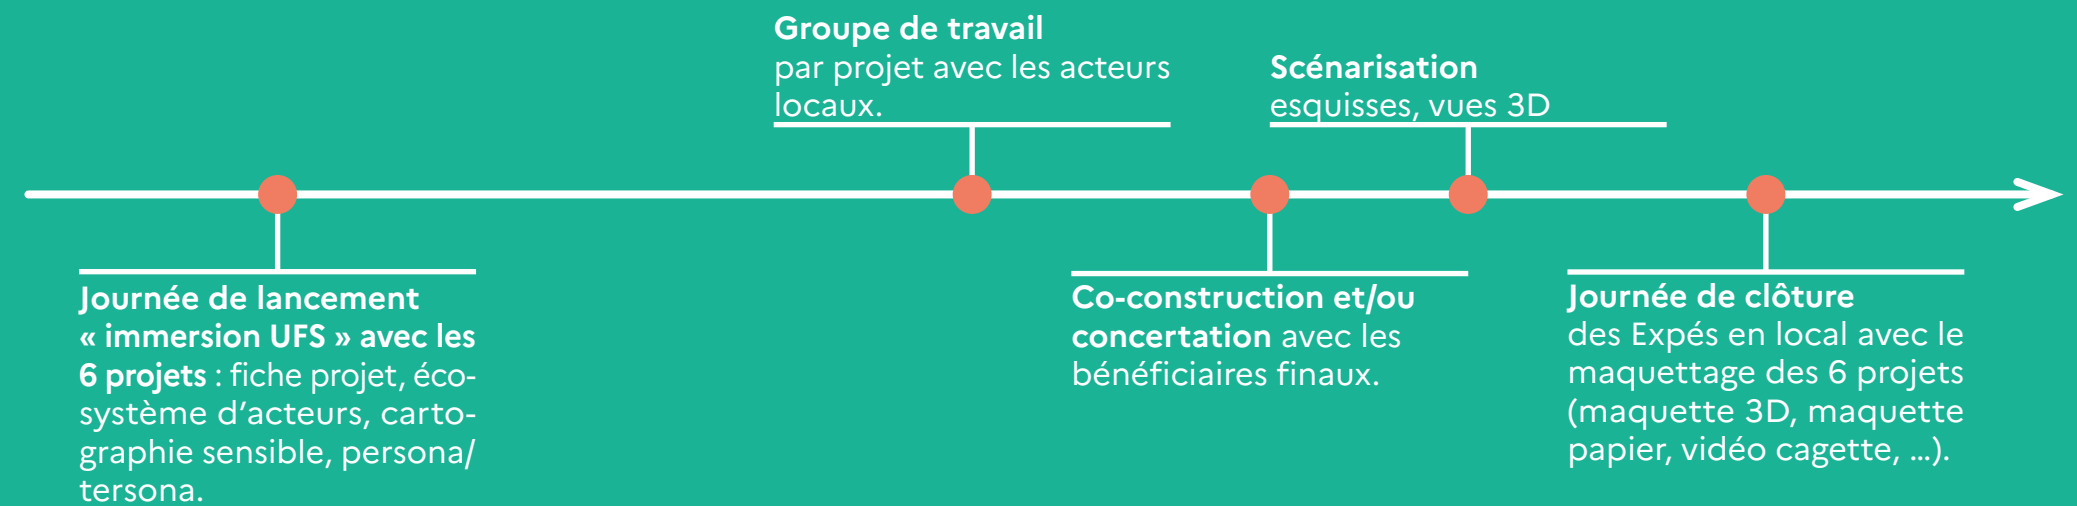 Journée de lancement
« immersion UFS » avec les
6 projets : fiche projet, éco-
système d’acteurs, carto-
graphie sensible, persona/
tersona.
Groupe de travail
par projet avec les acteurs
locaux.
Co-construction et/ou
concertation avec les
bénéficiaires finaux.
Scénarisation
esquisses, vues 3D
Journée de clôture
des Expés en local avec le
maquettage des 6 projets
(maquette 3D, maquette
papier, vidéo cagette, ...).